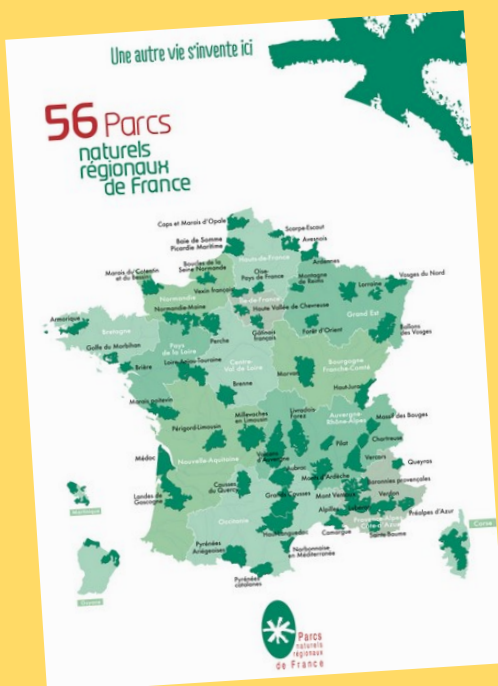 Une autre vie s'invente ici
56 Parcs
naturels
régionaux
de France
Caps et Marais d'Opale
Scarpe-Escaut
Baie de Somme
Picardie Maritime
Avesnois
Hauts-de-France
Ardennes
Boucles de la
Seine Normande
Oise-
Pays de France
Montagne
de Reims
Marais du Cotentin
et du Bessin
Vexin français
Lorraine
Vosges du Nord
Normandie
Île-de-France
Normandie-Maine
Haute Vallée de Chevreuse
Grand Est
Armorique
Bretagne
Perche
Gâtinais
français
Forêt d'Orient
Ballons
des Vosges
Golfe du Morbihan
Pays
de la Loire
Centre-
Val de Loire
Bourgogne
Franche-Comté
Brière
Loire-Anjou-Touraine
Morvan
Brenne
Haut-Jura
Marais poitevin
Millevaches
en Limousin
Livradois-
Forez
Auvergne-
Rhône-Alpes
Massif des Bauges
Périgord-Limousin
Pilat
Chartreuse
Médoc
Nouvelle-Aquitaine
Volcans
d'Auvergne
Vercors
Queyras
Aubrac
Monts d'Ardèche
Baronnies provençales
Landes de
Gascogne
Causses
du Quercy
Grands Causses
Mont Ventoux
Verdon
Martinique
Alpilles
Luberon
Préalpes d'Azur
Occitanie
Provence-Alpes
Côte d'Azur
Corse
Haut-Languedoc
Camargue
Sainte-Baume
Pyrénées
Ariégeoises
Narbonnaise
en Méditerranée
Guyane
Pyrénées
catalanes
Parcs
naturels
régionaux
de France